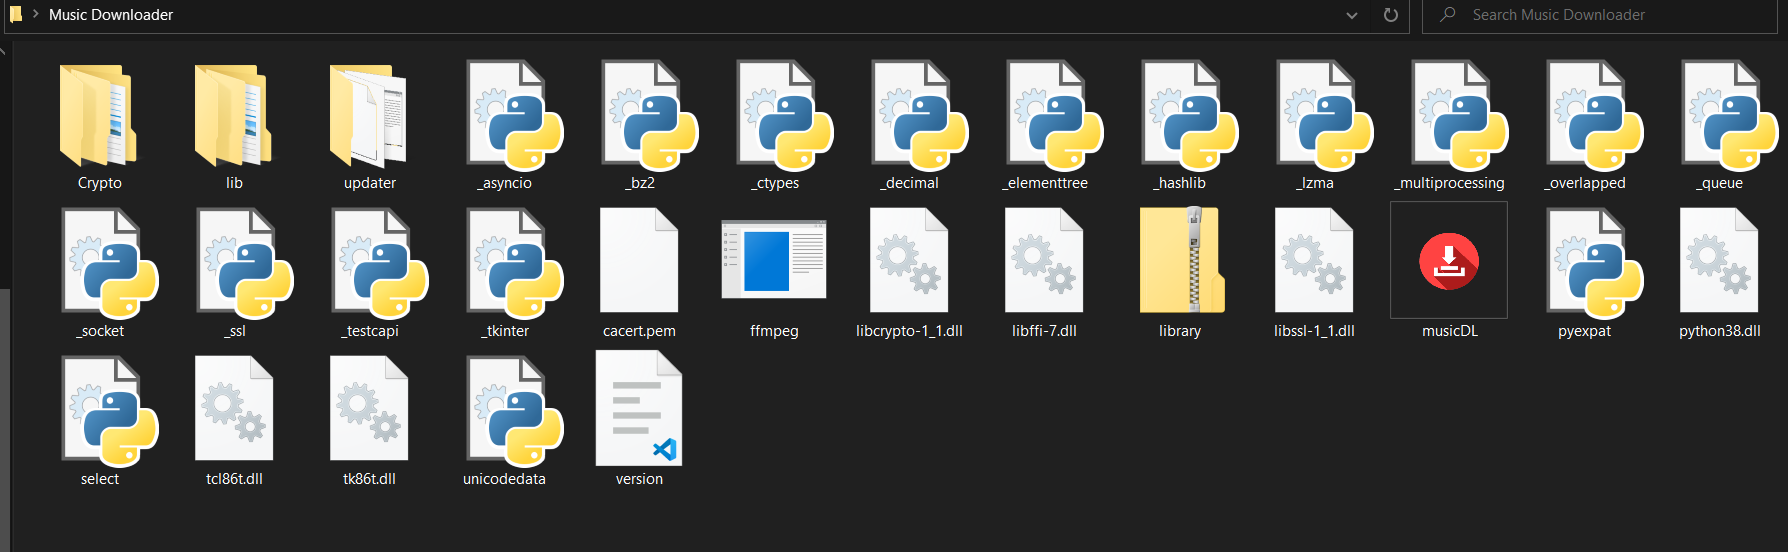 Music Downloader
Search Music Downloader
Crypto
lib
updater
_asyncio
_bz2
_ctypes
_decimal
_elementtree
_hashlib
_lzma
_multiprocessing
_overlapped
_queue
_socket
_ssl
_testcapi
_tkinter
cacert.pem
ffmpeg
libcrypto-1_1.dll
libffi-7.dll
library
libssl-1_1.dll
musicDL
pyexpat
python38.dll
select
tcl86t.dll
tk86t.dll
unicodedata
version